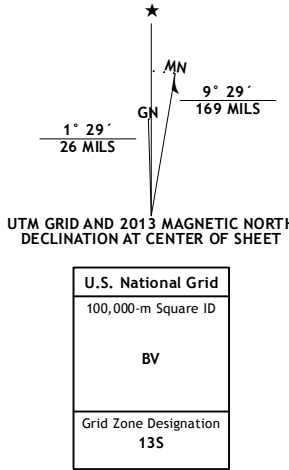 ★
MN
GN
9° 29´
169 MILS
1° 29´
26 MILS
UTM GRID AND 2013 MAGNETIC NORTH
DECLINATION AT CENTER OF SHEET
U.S. National Grid
100,000-m Square ID
BV
Grid Zone Designation
13S